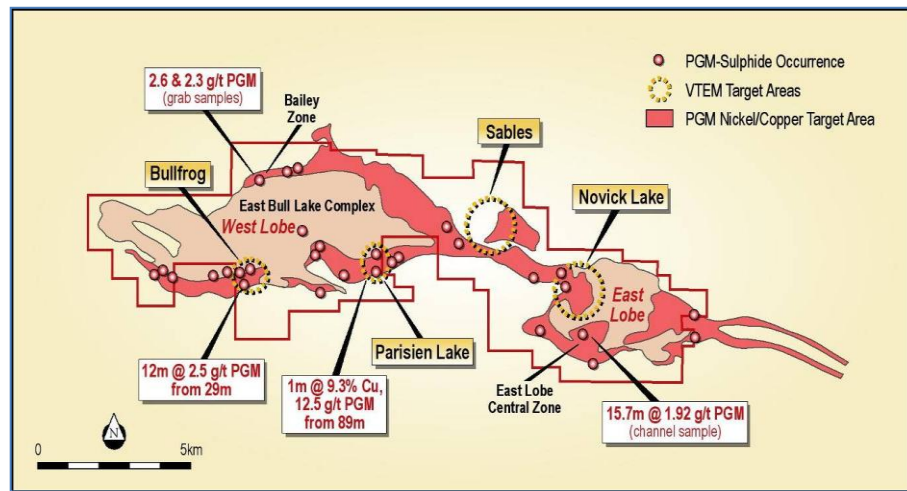 PGM-Sulphide Occurrence
VTEM Target Areas
PGM Nickel/Copper Target Area
2.6 & 2.3 g/t PGM
(grab samples)
Bailey
Zone
Sables
Bullfrog
East Bull Lake Complex
West Lobe
Novick Lake
East
Lobe
Parisien Lake
12m @ 2.5 g/t PGM
from 29m
1m @ 9.3% Cu,
12.5 g/t PGM
from 89m
East Lobe
Central Zone
15.7m @ 1.92 g/t PGM
(channel sample)
N
0
5km